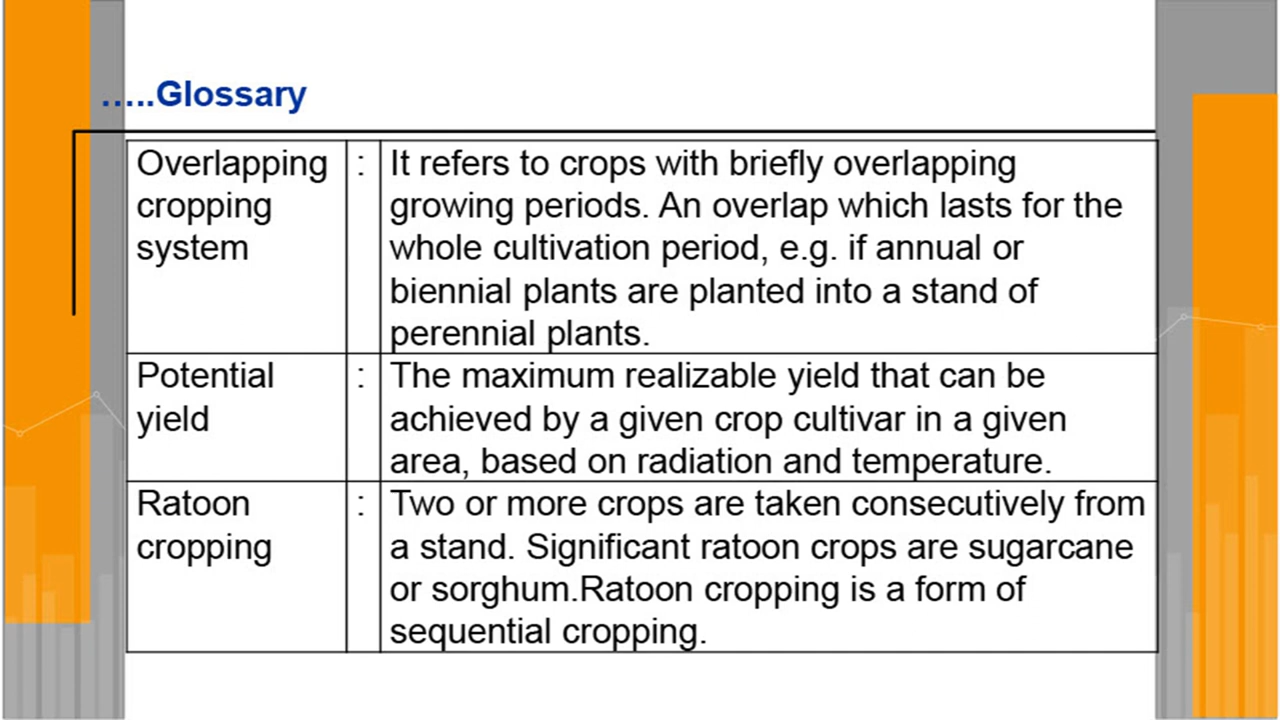 …..Glossary
Overlapping : It refers to crops with briefly overlapping
cropping growing periods. An overlap which lasts for the
system whole cultivation period, e.g. if annual or
biennial plants are planted into a stand of
perennial plants.
Potential : The maximum realizable yield that can be
yield achieved by a given crop cultivar in a given
area, based on radiation and temperature.
Ratoon : Two or more crops are taken consecutively from
cropping a stand. Significant ratoon crops are sugarcane
or sorghum.Ratoon cropping is a form of
sequential cropping.